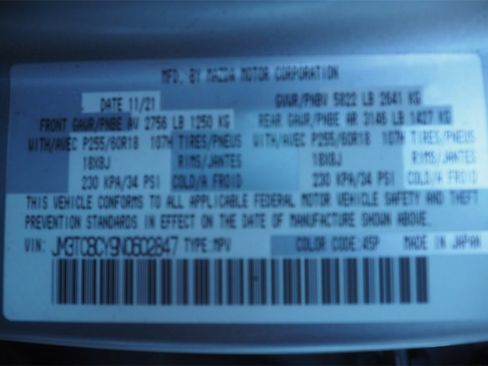 MFD. BY MAZDA MOTOR CORPORATION
DATE 11/21 GVWR/PNBV 5822 LB 2641 KG
FRONT GAWR/PNBE AV 2756 LB 1250 KG REAR GAWR/PNBE AR 3146 LB 1427 KG
WITH/AVEC P255/60R18 107H TIRES/PNEUS WITH/AVEC P255/60R18 107H TIRES/PNEUS
18X8J RIMS/JANTES 18X8J RIMS/JANTES
230 KPA/34 PSI COLD/A FROID 230 KPA/34 PSI COLD/A FROID
THIS VEHICLE CONFORMS TO ALL APPLICABLE FEDERAL MOTOR VEHICLE SAFETY AND THEFT
PREVENTION STANDARDS IN EFFECT ON THE DATE OF MANUFACTURE SHOWN ABOVE.
VIN: JM3TCBCY9N0602847 TYPE:MPV COLOR CODE:45P MADE IN JAPAN